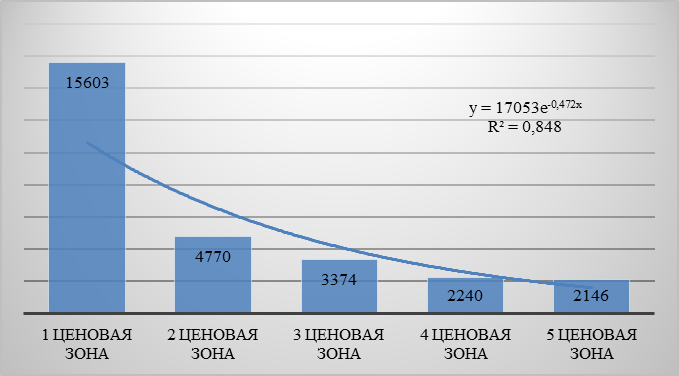 15603
y = 17053e^-0,472x
R² = 0,848
4770
3374
2240
2146
1 ЦЕНОВАЯ ЗОНА
2 ЦЕНОВАЯ ЗОНА
3 ЦЕНОВАЯ ЗОНА
4 ЦЕНОВАЯ ЗОНА
5 ЦЕНОВАЯ ЗОНА